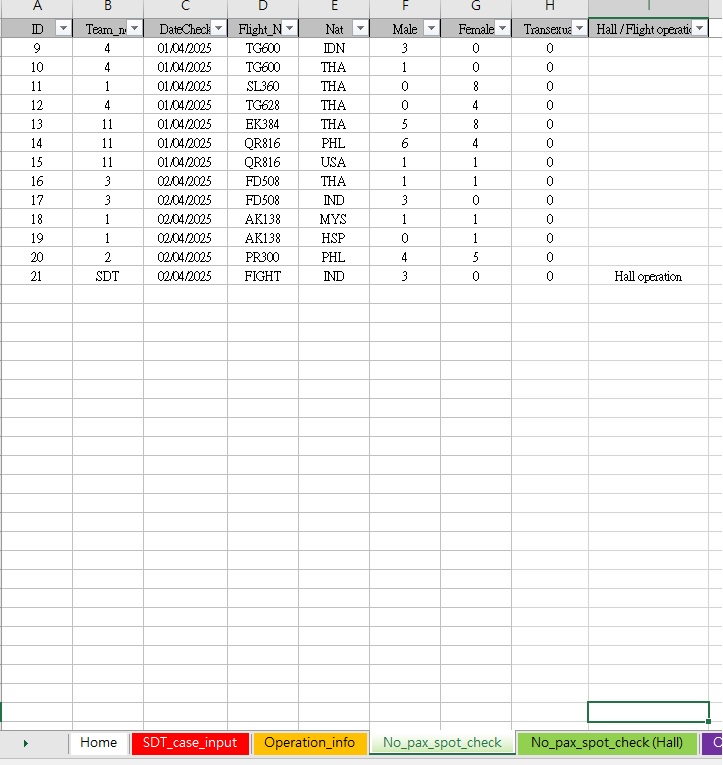 A B C D E F G H I
ID Team_n DateCheck Flight_N Nat Male Female Transexua Hall / Flight operatio
9 4 01/04/2025 TG600 IDN 3 0 0
10 4 01/04/2025 TG600 THA 1 0 0
11 1 01/04/2025 SL360 THA 0 8 0
12 4 01/04/2025 TG628 THA 0 4 0
13 11 01/04/2025 EK384 THA 5 8 0
14 11 01/04/2025 QR816 PHL 6 4 0
15 11 01/04/2025 QR816 USA 1 1 0
16 3 02/04/2025 FD508 THA 1 1 0
17 3 02/04/2025 FD508 IND 3 0 0
18 1 02/04/2025 AK138 MYS 1 1 0
19 1 02/04/2025 AK138 HSP 0 1 0
20 2 02/04/2025 PR300 PHL 4 5 0
21 SDT 02/04/2025 FIGHT IND 3 0 0 Hall operation
Home SDT_case_input Operation_info No_pax_spot_check No_pax_spot_check (Hall)